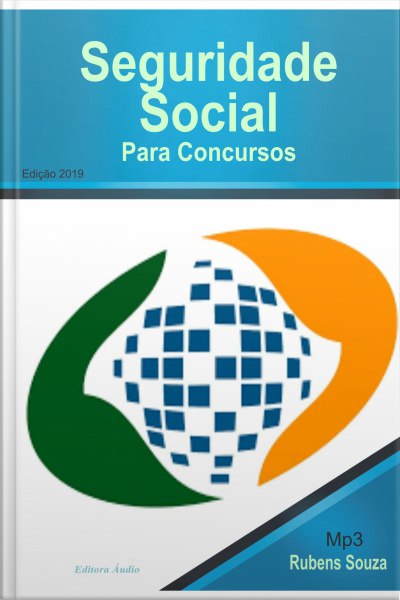 Seguridade
Social
Para Concursos
Edição 2019
Mp3
Rubens Souza
Editora Áudio